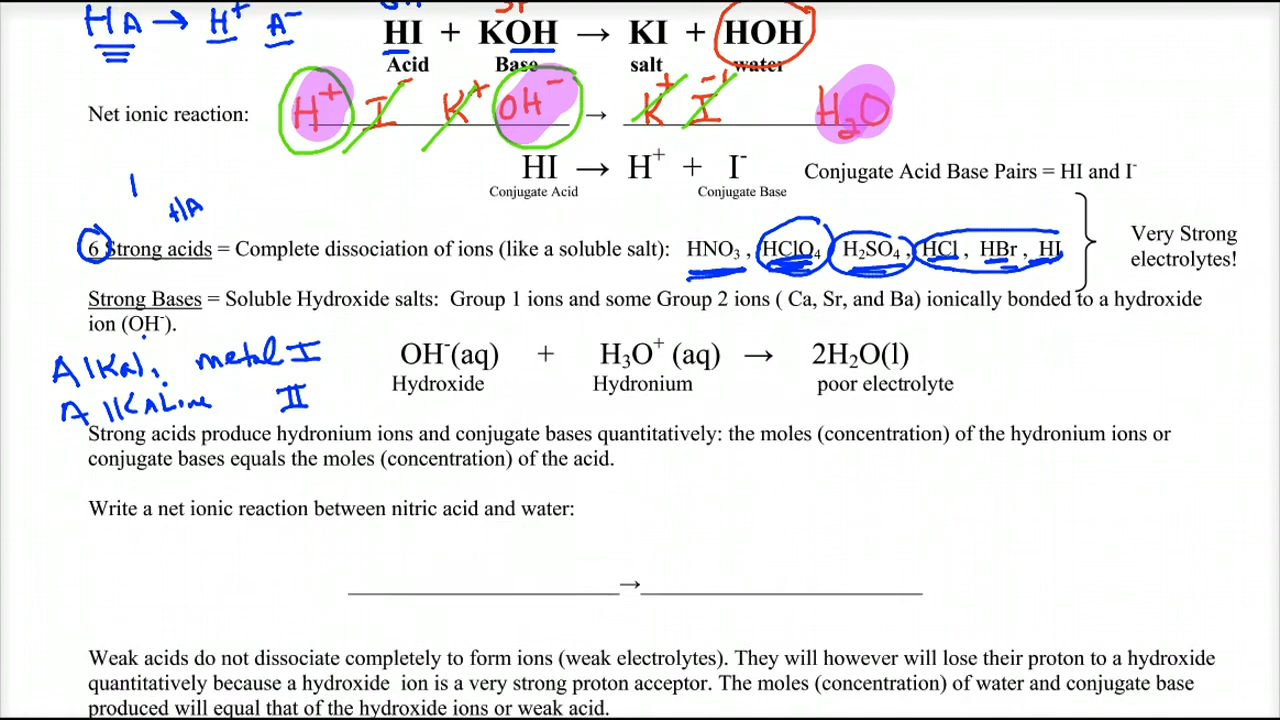 HA → H⁺ A⁻
HI + KOH → KI + HOH
Acid Base salt water
Net ionic reaction: H⁺ I⁻ K⁺ OH⁻ → K⁺ I⁻¹ H₂O
HI → H⁺ + I⁻ Conjugate Acid Base Pairs = HI and I⁻
Conjugate Acid Conjugate Base
HA
6 Strong acids = Complete dissociation of ions (like a soluble salt): HNO₃ , HClO₄ , H₂SO₄ , HCl , HBr , HI
Very Strong
electrolytes!
Strong Bases = Soluble Hydroxide salts: Group 1 ions and some Group 2 ions ( Ca, Sr, and Ba) ionically bonded to a hydroxide
ion (OH⁻).
Alkali metal I
OH⁻(aq) + H₃O⁺ (aq) → 2H₂O(l)
Hydroxide Hydronium poor electrolyte
Alkaline II
Strong acids produce hydronium ions and conjugate bases quantitatively: the moles (concentration) of the hydronium ions or
conjugate bases equals the moles (concentration) of the acid.
Write a net ionic reaction between nitric acid and water:
→
Weak acids do not dissociate completely to form ions (weak electrolytes). They will however will lose their proton to a hydroxide
quantitatively because a hydroxide ion is a very strong proton acceptor. The moles (concentration) of water and conjugate base
produced will equal that of the hydroxide ions or weak acid.